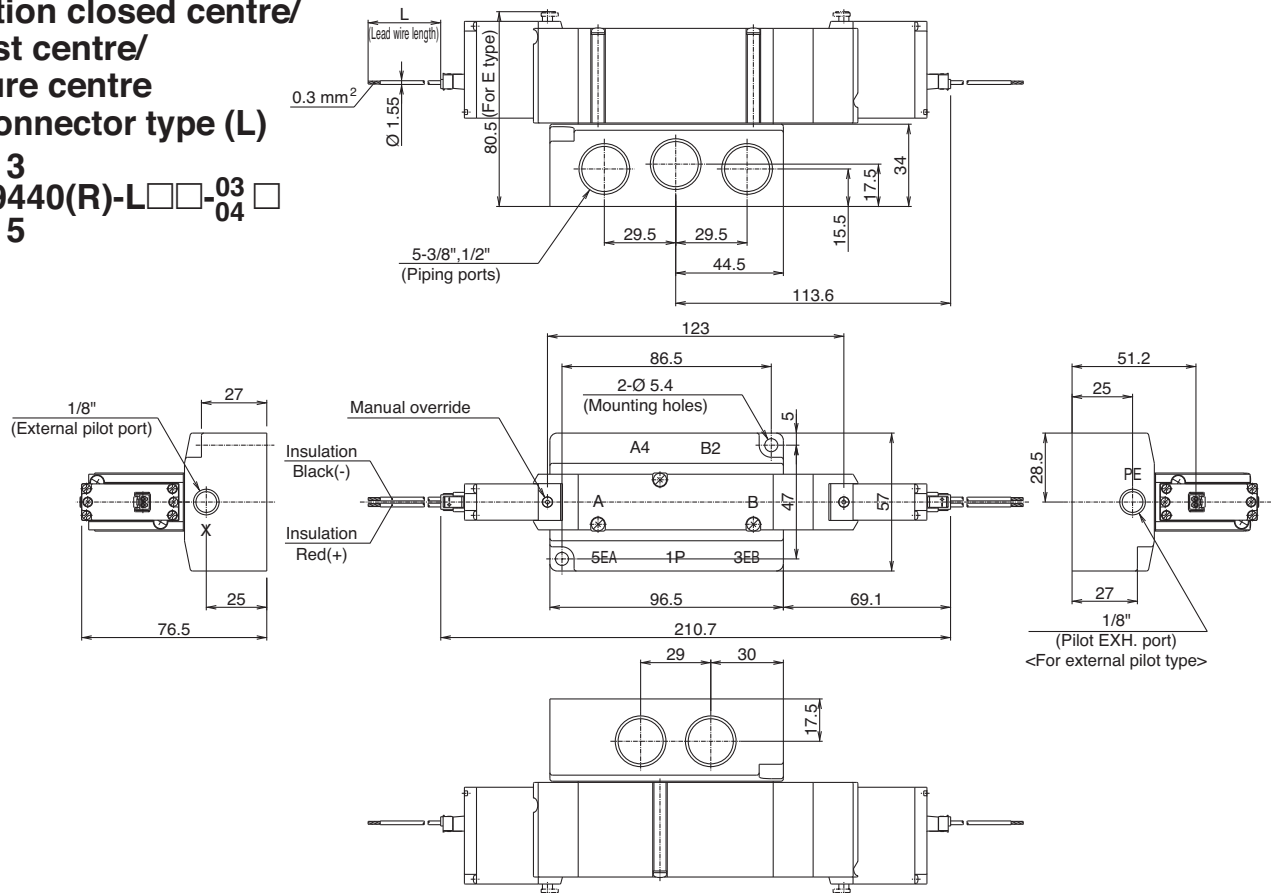 tion closed centre/
st centre/
ure centre
onnector type (L)
3
9440(R)-L□□-03 □
04
5
L
(Lead wire length)
0.3 mm2
Ø 1.55
80.5 (For E type)
34
17.5
15.5
29.5 29.5
44.5
113.6
5-3/8",1/2"
(Piping ports)
123
86.5
2-Ø 5.4
(Mounting holes)
5
Manual override
A4 B2
A B
47
57
5EA 1P 3EB
Insulation
Black(-)
Insulation
Red(+)
96.5 69.1
210.7
27
1/8"
(External pilot port)
X
25
76.5
51.2
25
28.5
PE
27
1/8"
(Pilot EXH. port)
<For external pilot type>
29 30
17.5